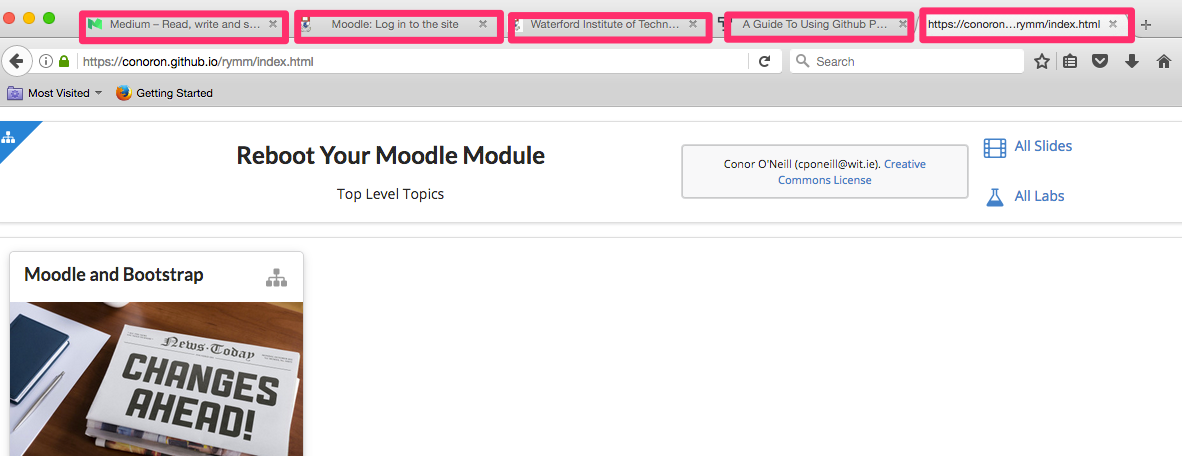 Medium – Read, write and s...
Moodle: Log in to the site
Waterford Institute of Techn...
A Guide To Using Github P...
https://conoron...rymm/index.html
https://conoron.github.io/rymm/index.html
Search
Most Visited
Getting Started
Reboot Your Moodle Module
Top Level Topics
Conor O'Neill (cponeill@wit.ie). Creative
Commons License
All Slides
All Labs
Moodle and Bootstrap
News·Today
CHANGES
AHEAD!